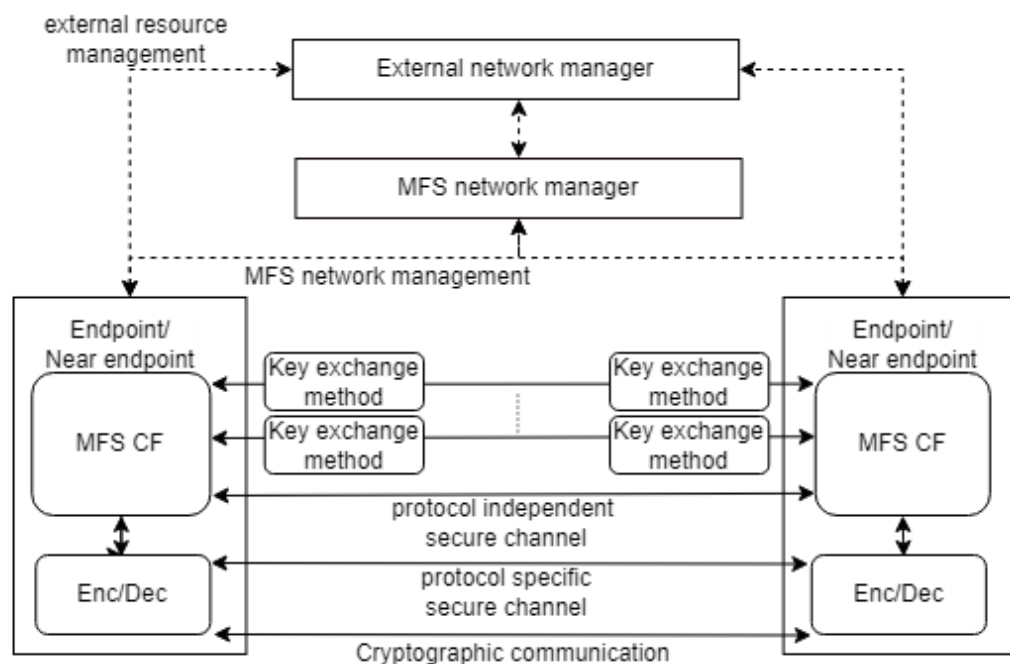 external resource
management
External network manager
MFS network manager
MFS network management
Endpoint/
Near endpoint
Endpoint/
Near endpoint
Key exchange
method
Key exchange
method
MFS CF
MFS CF
Key exchange
method
Key exchange
method
protocol independent
secure channel
protocol specific
secure channel
Enc/Dec
Enc/Dec
Cryptographic communication